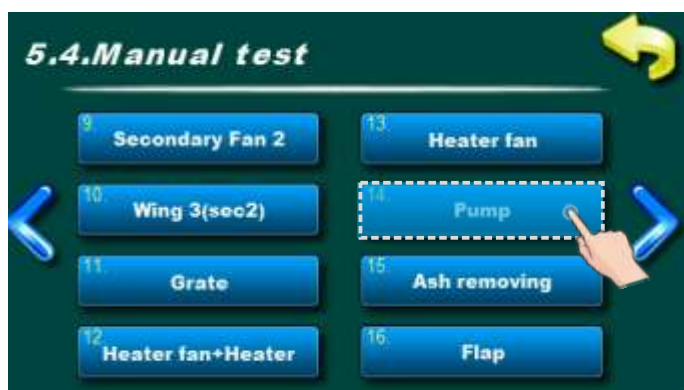 5.4.Manual test
9.
Secondary Fan 2
10.
Wing 3(sec2)
11.
Grate
12.
Heater fan+Heater
13.
Heater fan
14.
Pump
15.
Ash removing
16.
Flap